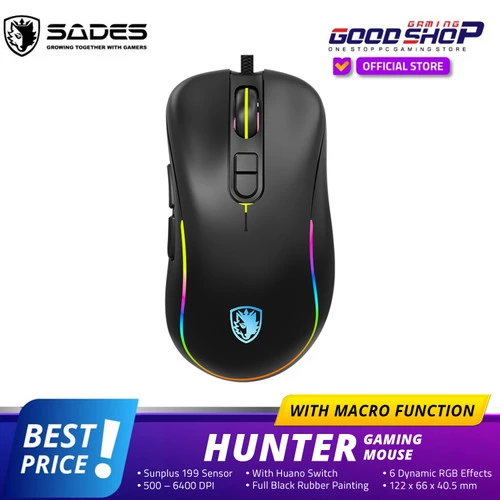 SADES
GROWING TOGETHER WITH GAMERS
GAMING
GOODSHOP
ONE STOP PC GAMING STORE
OFFICIAL STORE
WITH MACRO FUNCTION
BEST
PRICE!
HUNTER GAMING MOUSE
• Sunplus 199 Sensor
• 500 – 6400 DPI
• With Huano Switch
• Full Black Rubber Painting
• 6 Dynamic RGB Effects
• 122 x 66 x 40.5 mm